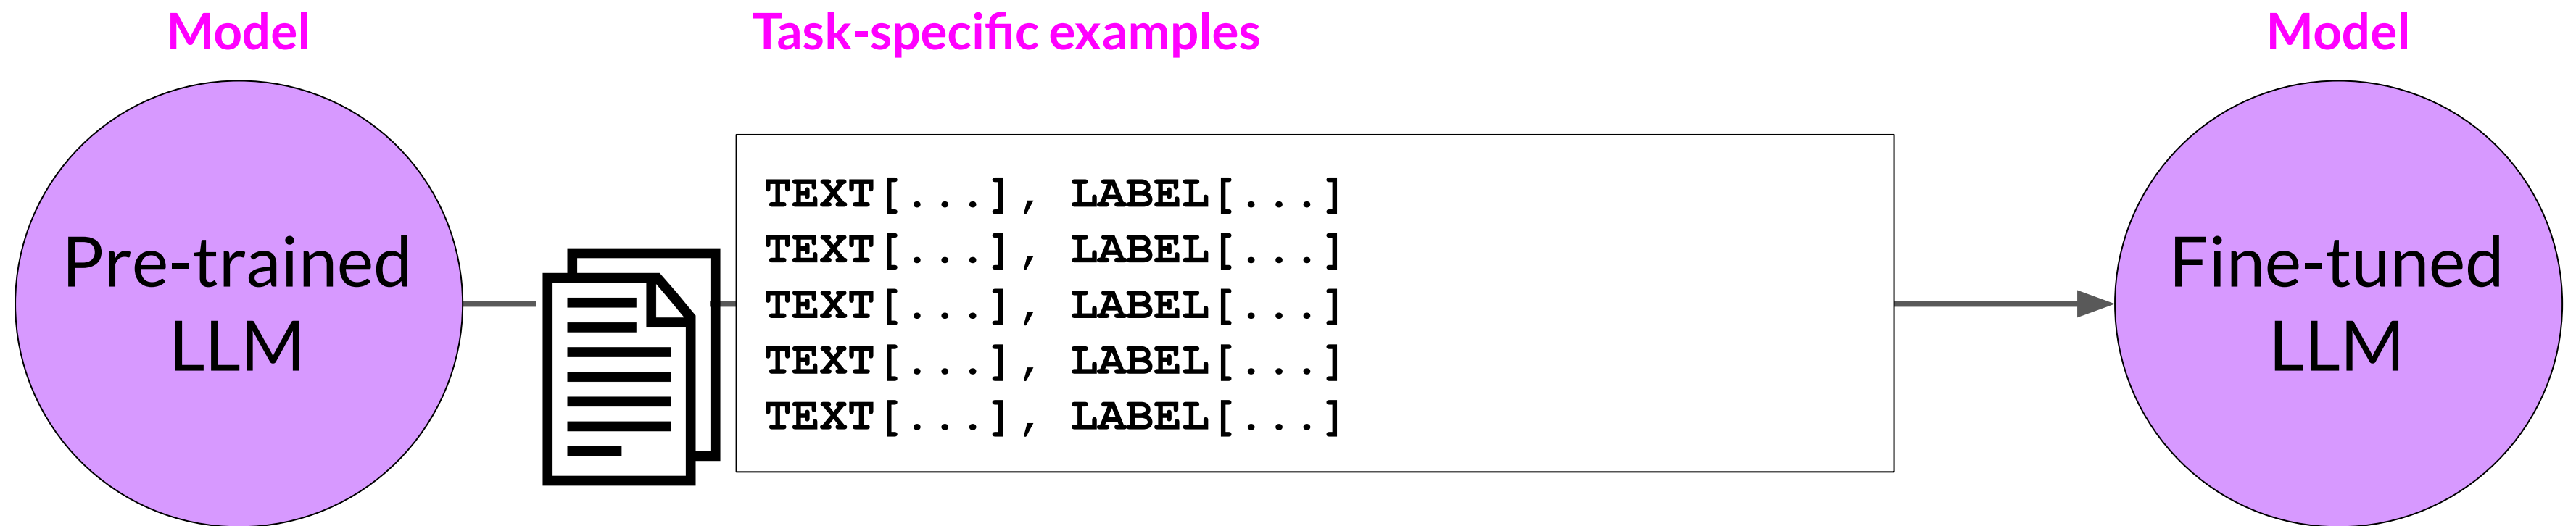 Model
Task-specific examples
Model
Pre-trained
LLM
TEXT[...], LABEL[...]
TEXT[...], LABEL[...]
TEXT[...], LABEL[...]
TEXT[...], LABEL[...]
TEXT[...], LABEL[...]
Fine-tuned
LLM